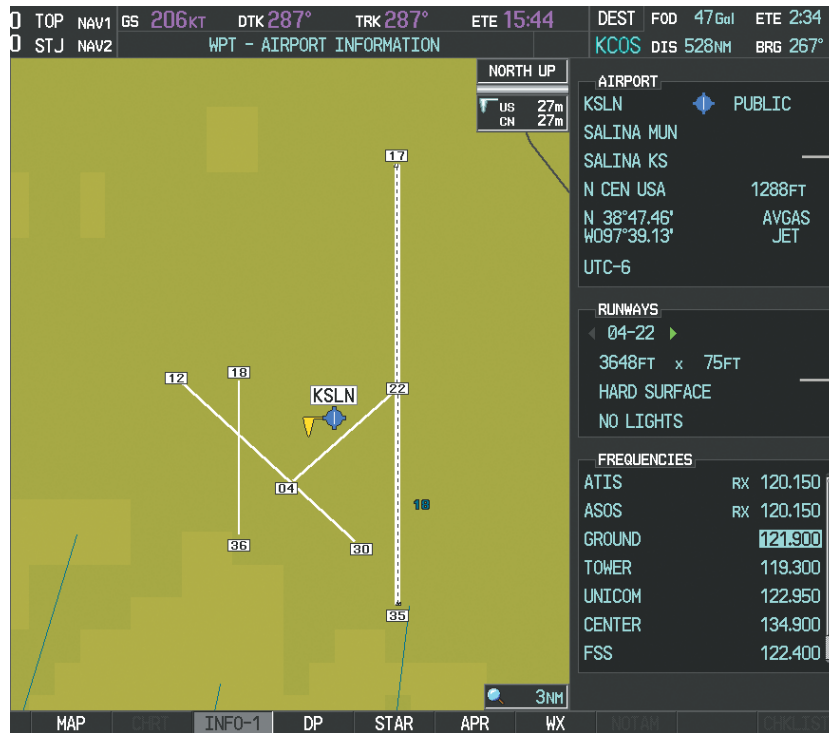 TOP NAV1 GS 206KT DTK 287° TRK 287° ETE 15:44 DEST FOD 47Gal ETE 2:34
STJ NAV2 WPT - AIRPORT INFORMATION KCOS DIS 528NM BRG 267°
NORTH UP
US 27m
CN 27m
17
12
18
22
KSLN
04
18
36
30
35
3NM
AIRPORT
KSLN PUBLIC
SALINA MUN
SALINA KS
N CEN USA 1288FT
N 38°47.46' AVGAS
W097°39.13' JET
UTC-6
RUNWAYS
04-22
3648FT x 75FT
HARD SURFACE
NO LIGHTS
FREQUENCIES
ATIS RX 120.150
ASOS RX 120.150
GROUND 121.900
TOWER 119.300
UNICOM 122.950
CENTER 134.900
FSS 122.400
MAP CHRT INFO-1 DP STAR APR WX NOTAM CHKLIST